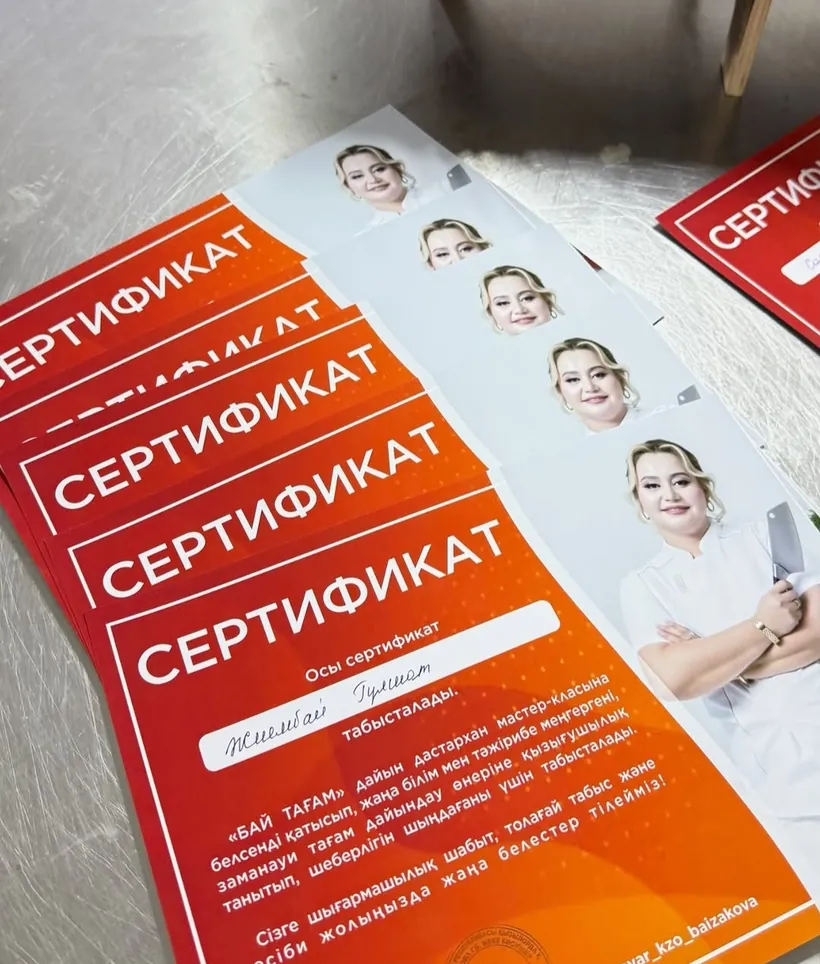 СЕРТИФИКАТ
СЕРТИФИКАТ
СЕРТИФИКАТ
СЕРТИФИКАТ
СЕРТИФИКАТ
Осы сертификат
Жиембай Гулшат
табысталады.
«БАЙ ТАҒАМ» дайын дастархан мастер-класына
белсенді қатысып, жаңа білім мен тәжірибе меңгергені,
заманауи тағам дайындау өнеріне қызығушылық
танытып, шеберлігін шыңдағаны үшін табысталады.
Сізге шығармашылық шабыт, толағай табыс және
кәсіби жолыңызда жаңа белестер тілейміз!
var_kzo_baizakova
СЕРТИФИ